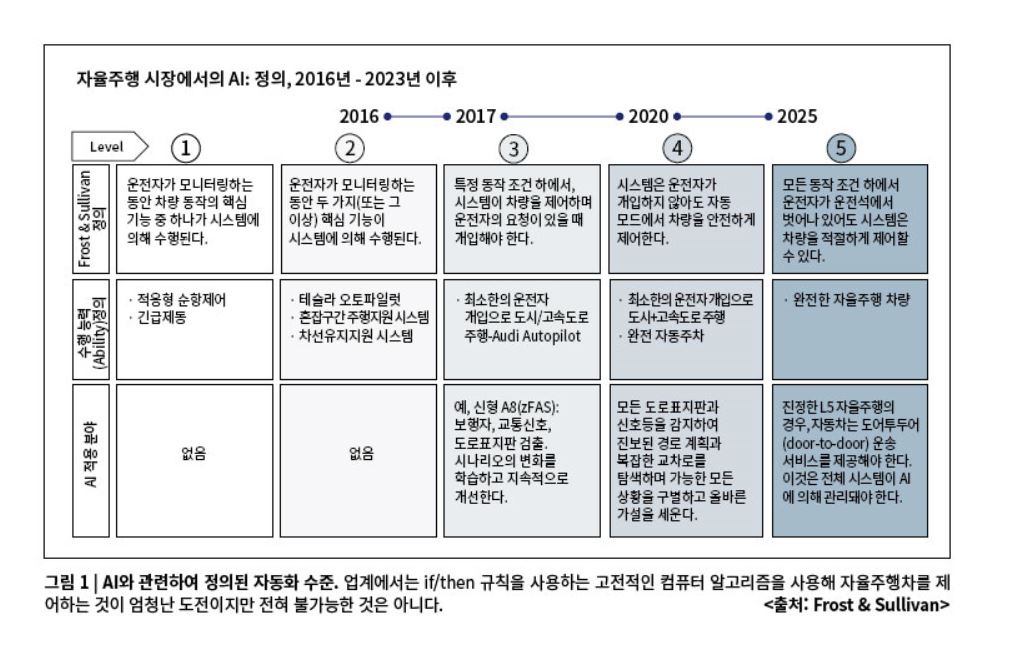 자율주행 시장에서의 AI: 정의, 2016년 - 2023년 이후
2016 2017 2020 2025
Level 1 2 3 4 5
Frost & Sullivan
정의
운전자가 모니터링하는
동안 차량 동작의 핵심
기능 중 하나가 시스템에
의해 수행된다.
운전자가 모니터링하는
동안 두 가지(또는 그
이상) 핵심 기능이
시스템에 의해 수행된다.
특정 동작 조건 하에서,
시스템이 차량을 제어하며
운전자의 요청이 있을 때
개입해야 한다.
시스템은 운전자가
개입하지 않아도 자동
모드에서 차량을 안전하게
제어한다.
모든 동작 조건 하에서
운전자가 운전석에서
벗어나 있어도 시스템은
차량을 적절하게 제어할
수 있다.
수행 능력
(Ability)정의
· 적응형 순항제어
· 긴급제동
· 테슬라 오토파일럿
· 혼잡구간 주행지원 시스템
· 차선유지지원 시스템
· 최소한의 운전자
개입으로 도시/고속도로
주행-Audi Autopilot
· 최소한의 운전자 개입으로
도시+고속도로 주행
· 완전 자동주차
· 완전한 자율주행 차량
AI 적용 분야
없음
없음
예, 신형 A8(zFAS):
보행자, 교통신호,
도로표지판 검출.
시나리오의 변화를
학습하고 지속적으로
개선한다.
모든 도로표지판과
신호등을 감지하여
진보된 경로 계획과
복잡한 교차로를
탐색하며 가능한 모든
상황을 구별하고 올바른
가설을 세운다.
진정한 L5 자율주행의
경우, 자동차는 도어투두어
(door-to-door) 운송
서비스를 제공해야 한다.
이것은 전체 시스템이 AI
에 의해 관리돼야 한다.
그림 1 | AI와 관련하여 정의된 자동화 수준. 업계에서는 if/then 규칙을 사용하는 고전적인 컴퓨터 알고리즘을 사용해 자율주행차를 제
어하는 것이 엄청난 도전이지만 전혀 불가능한 것은 아니다. <출처: Frost & Sullivan>